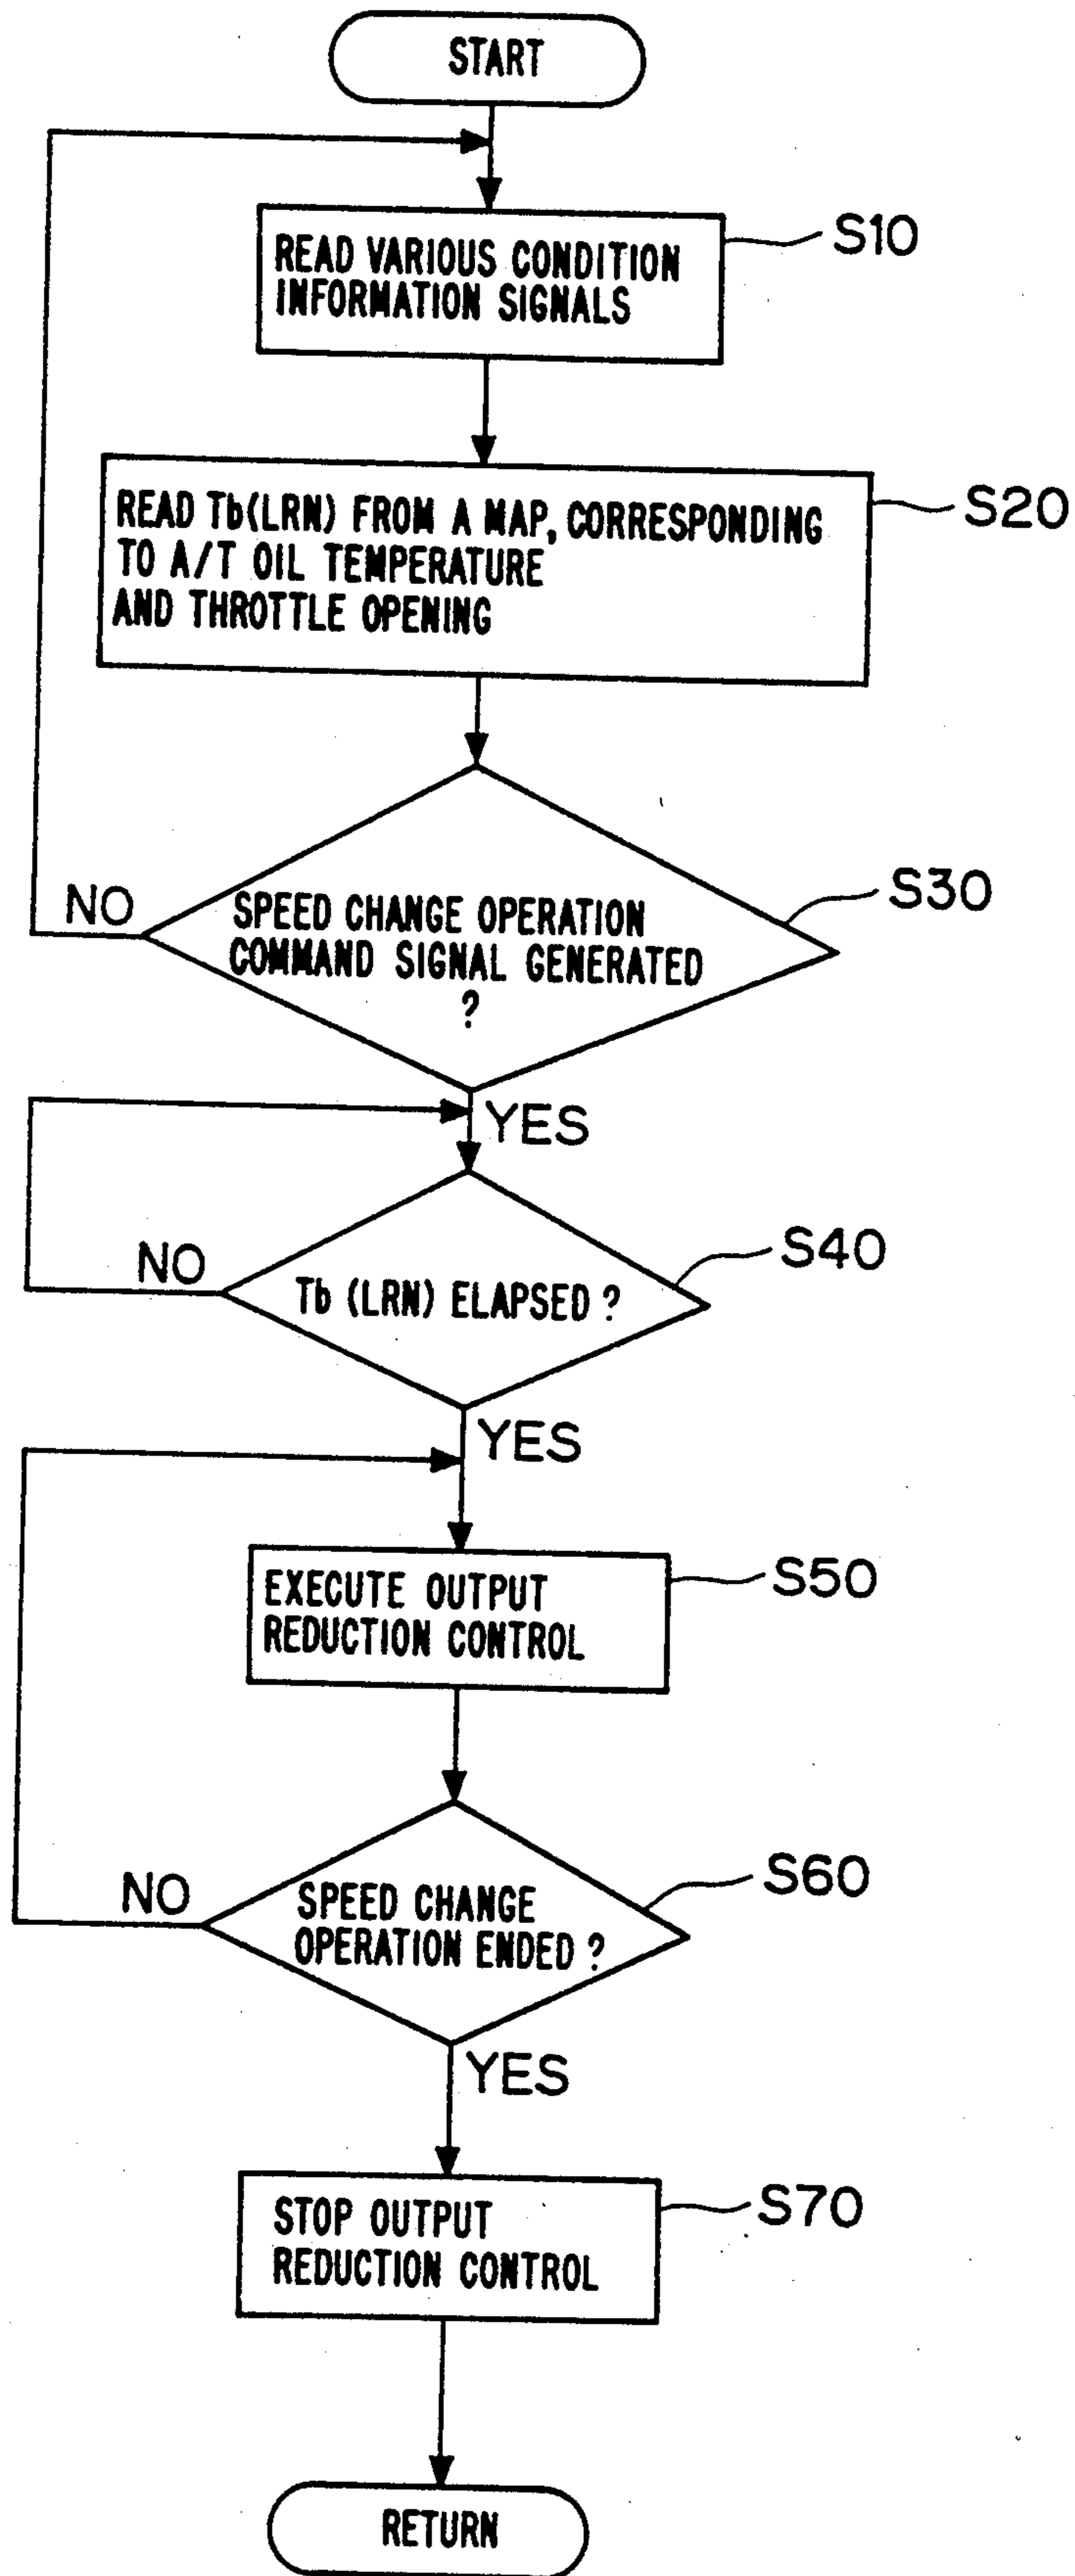 START
READ VARIOUS CONDITION
INFORMATION SIGNALS
S10
READ Tb(LRN) FROM A MAP, CORRESPONDING
TO A/T OIL TEMPERATURE
AND THROTTLE OPENING
S20
SPEED CHANGE OPERATION
COMMAND SIGNAL GENERATED
?
S30
NO
YES
Tb (LRN) ELAPSED ?
S40
NO
YES
EXECUTE OUTPUT
REDUCTION CONTROL
S50
SPEED CHANGE
OPERATION ENDED ?
S60
NO
YES
STOP OUTPUT
REDUCTION CONTROL
S70
RETURN